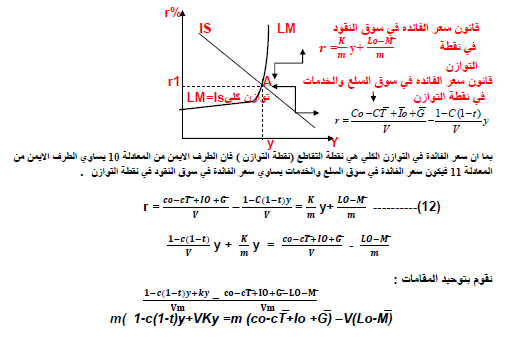 r%
IS
LM
قانون سعر الفائده في سوق النقود
في نقطة
التوازن
r = K/m y + Lo-M̄/m
r1
A
توازن كلي LM=Is
قانون سعر الفائدة في سوق السلع والخدمات
في نقطة التوازن
r = Co-CT̄+Īo+Ḡ/V - 1-C(1-t)/V y
y
Y
بما ان سعر الفائدة في التوازن الكلي هي نقطة التقاطع (نقطة التوازن ) فان الطرف الايمن من المعادلة 10 يساوي الطرف الايمن من
المعادلة 11 فيكون سعر الفائدة في سوق السلع والخدمات يساوي سعر الفائدة في سوق النقود في نقطة التوازن .
r = co-cT̄+IO+Ḡ/V - 1-C(1-t)y/V = K/m y+ LO-M̄/m ----------(12)
1-c(1-t)/V y + K/m y = co-cT̄+IO+Ḡ/V - LO-M̄/m
نقوم بتوحيد المقامات :
1-c(1-t)y+ky/Vm = co-cT̄+IO+Ḡ-LO-M̄/Vm
m( 1-c(1-t)y+VKy =m (co-cT̄+Io +Ḡ) –V(Lo-M̄)